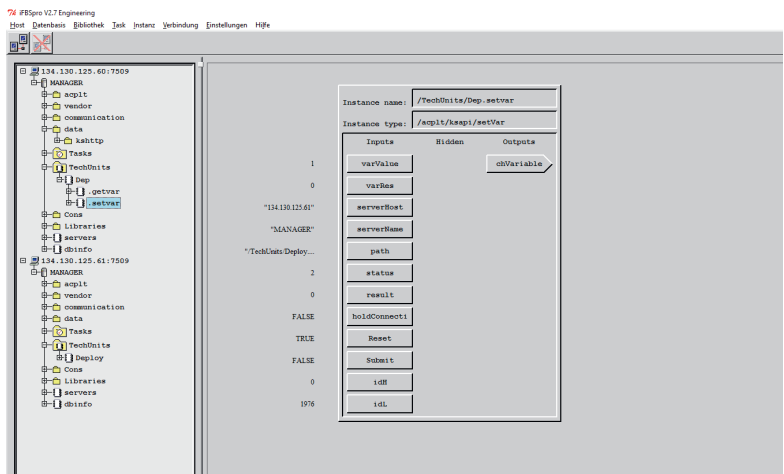 iFBSpro V2.7 Engineering
Host Datenbasis Bibliothek Task Instanz Verbindung Einstellungen Hilfe
134.130.125.60:7509
MANAGER
acplt
vendor
communication
data
kshttp
Tasks
TechUnits
Dep
.getvar
.setvar
Cons
Libraries
servers
dbinfo
134.130.125.61:7509
MANAGER
acplt
vendor
communication
data
Tasks
TechUnits
Deploy
Cons
Libraries
servers
dbinfo
Instance name: /TechUnits/Dep.setvar
Instance type: /acplt/ksapi/setVar
Inputs Hidden Outputs
1 varValue chVariable
0 varRes
"134.130.125.61" serverHost
"MANAGER" serverName
"/TechUnits/Deploy.... path
2 status
0 result
FALSE holdConnecti
TRUE Reset
FALSE Submit
0 idH
1976 idL